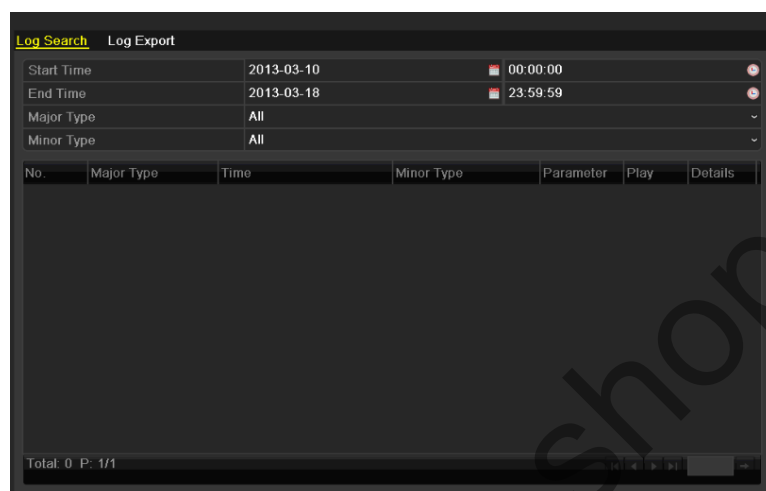 Log Search Log Export
Start Time 2013-03-10 00:00:00
End Time 2013-03-18 23:59:59
Major Type All
Minor Type All
No. Major Type Time Minor Type Parameter Play Details
Total: 0 P: 1/1
shop